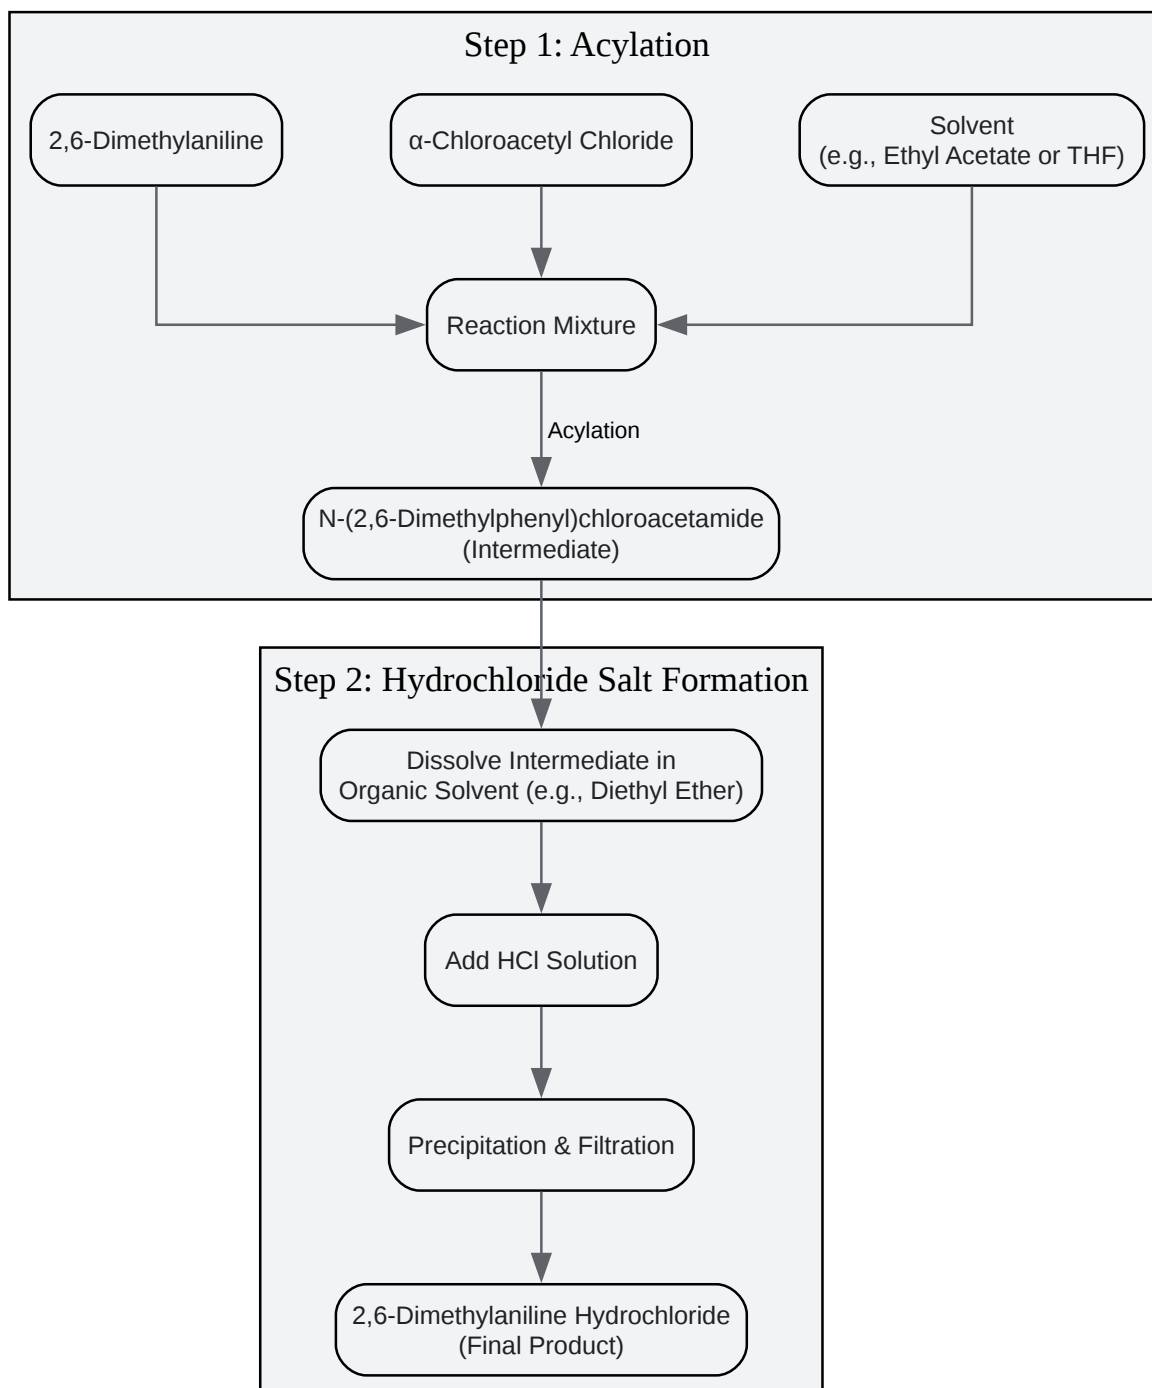 Step 1: Acylation
2,6-Dimethylaniline
α-Chloroacetyl Chloride
Solvent
(e.g., Ethyl Acetate or THF)
Reaction Mixture
Acylation
N-(2,6-Dimethylphenyl)chloroacetamide
(Intermediate)
Step 2: Hydrochloride Salt Formation
Dissolve Intermediate in
Organic Solvent (e.g., Diethyl Ether)
Add HCl Solution
Precipitation & Filtration
2,6-Dimethylaniline Hydrochloride
(Final Product)